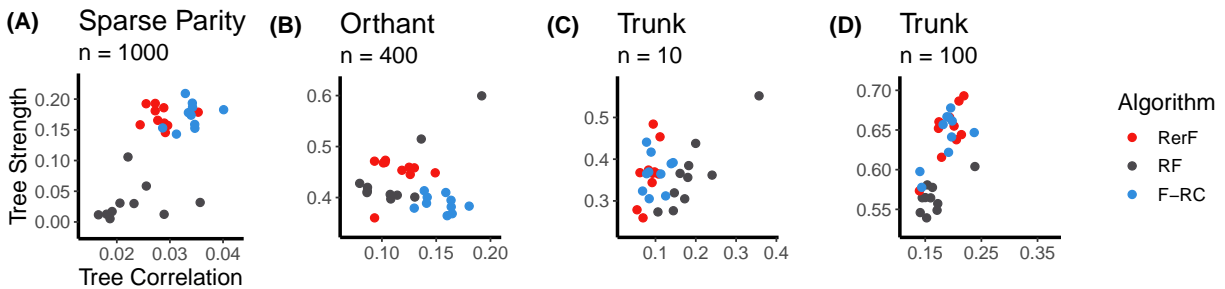 (A) Sparse Parity
n = 1000
(B) Orthant
n = 400
(C) Trunk
n = 10
(D) Trunk
n = 100
Tree Strength
0.20
0.15
0.10
0.05
0.00
0.02 0.03 0.04
Tree Correlation
0.6
0.5
0.4
0.10 0.15 0.20
0.5
0.4
0.3
0.0 0.1 0.2 0.3 0.4
0.70
0.65
0.60
0.55
0.15 0.25 0.35
Algorithm
RerF
RF
F−RC